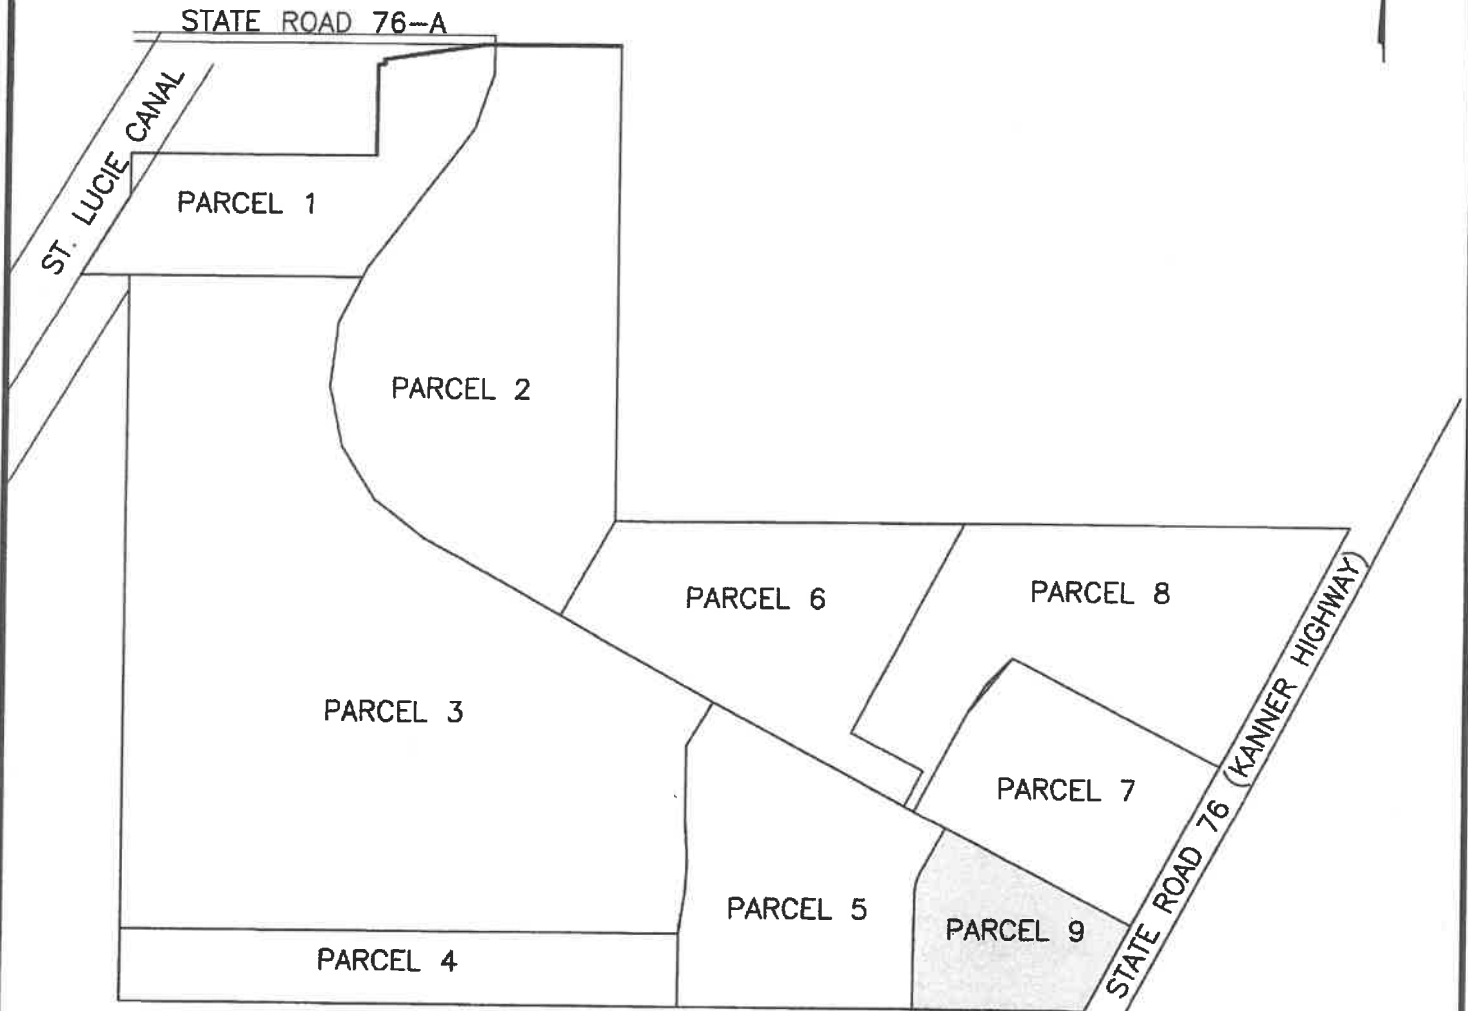 STATE ROAD 76-A
ST. LUCIE CANAL
PARCEL 1
PARCEL 2
PARCEL 6
PARCEL 8
PARCEL 3
PARCEL 7
PARCEL 5
PARCEL 9
PARCEL 4
STATE ROAD 76 (KANNER HIGHWAY)